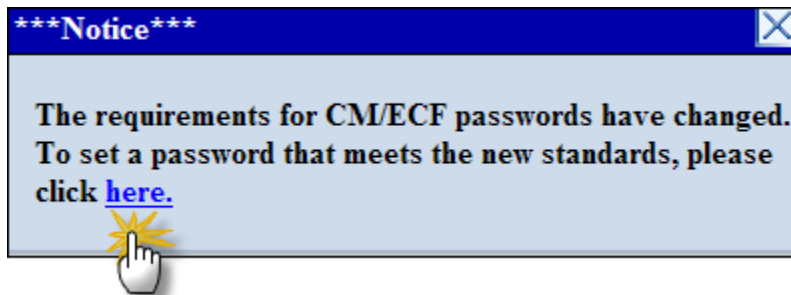 ***Notice***
The requirements for CM/ECF passwords have changed.
To set a password that meets the new standards, please
click here.